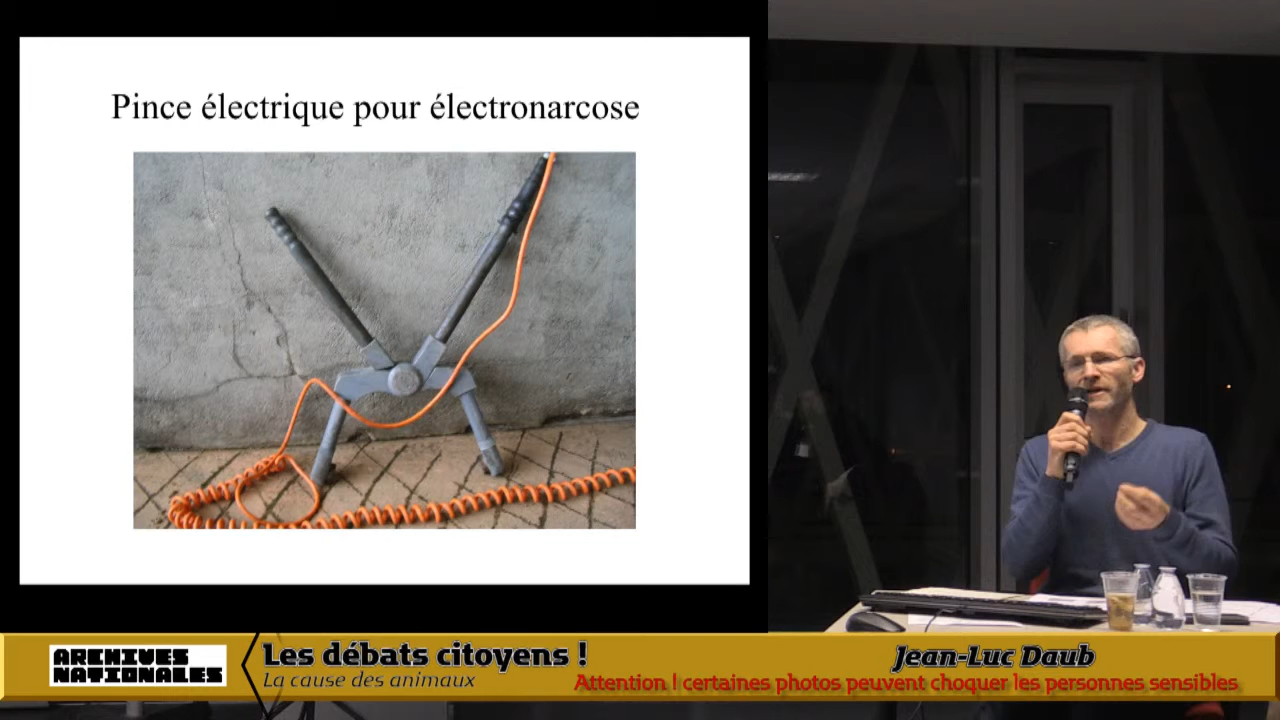 Pince électrique pour électronarcose
ARCHIVES
NATIONALES
Les débats citoyens !
La cause des animaux
Jean-Luc Daub
Attention ! certaines photos peuvent choquer les personnes sensibles